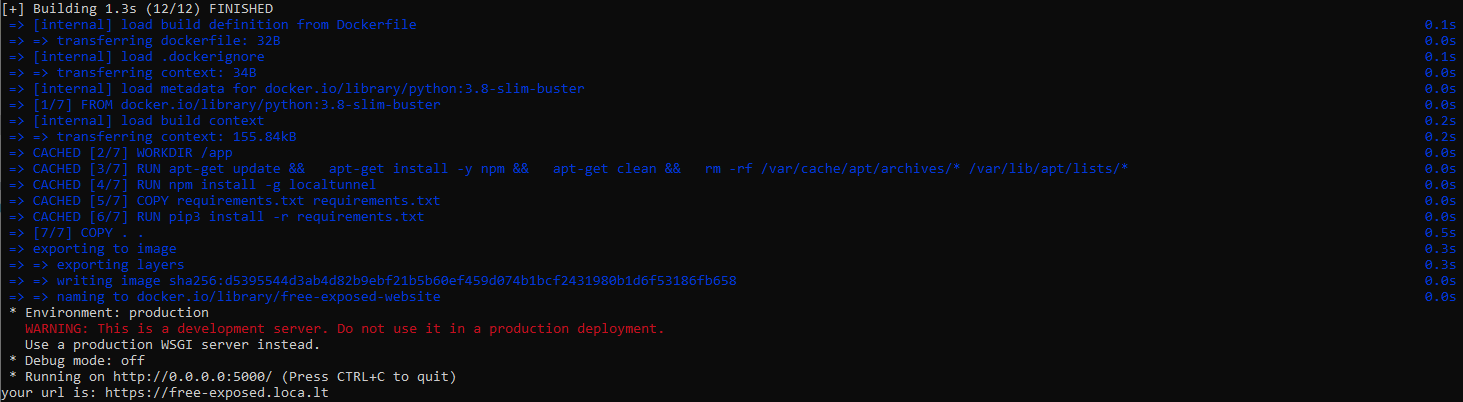 [+] Building 1.3s (12/12) FINISHED
=> [internal] load build definition from Dockerfile 0.1s
=> => transferring dockerfile: 32B 0.0s
=> [internal] load .dockerignore 0.1s
=> => transferring context: 34B 0.0s
=> [internal] load metadata for docker.io/library/python:3.8-slim-buster 0.0s
=> [1/7] FROM docker.io/library/python:3.8-slim-buster 0.0s
=> [internal] load build context 0.2s
=> => transferring context: 155.84kB 0.2s
=> CACHED [2/7] WORKDIR /app 0.0s
=> CACHED [3/7] RUN apt-get update &&   apt-get install -y npm &&   apt-get clean &&   rm -rf /var/cache/apt/archives/* /var/lib/apt/lists/* 0.0s
=> CACHED [4/7] RUN npm install -g localtunnel 0.0s
=> CACHED [5/7] COPY requirements.txt requirements.txt 0.0s
=> CACHED [6/7] RUN pip3 install -r requirements.txt 0.0s
=> [7/7] COPY . . 0.5s
=> exporting to image 0.3s
=> => exporting layers 0.3s
=> => writing image sha256:d5395544d3ab4d82b9ebf21b5b60ef459d074b1bcf2431980b1d6f53186fb658 0.0s
=> => naming to docker.io/library/free-exposed-website 0.0s
* Environment: production
WARNING: This is a development server. Do not use it in a production deployment.
Use a production WSGI server instead.
* Debug mode: off
* Running on http://0.0.0.0:5000/ (Press CTRL+C to quit)
your url is: https://free-exposed.loca.lt